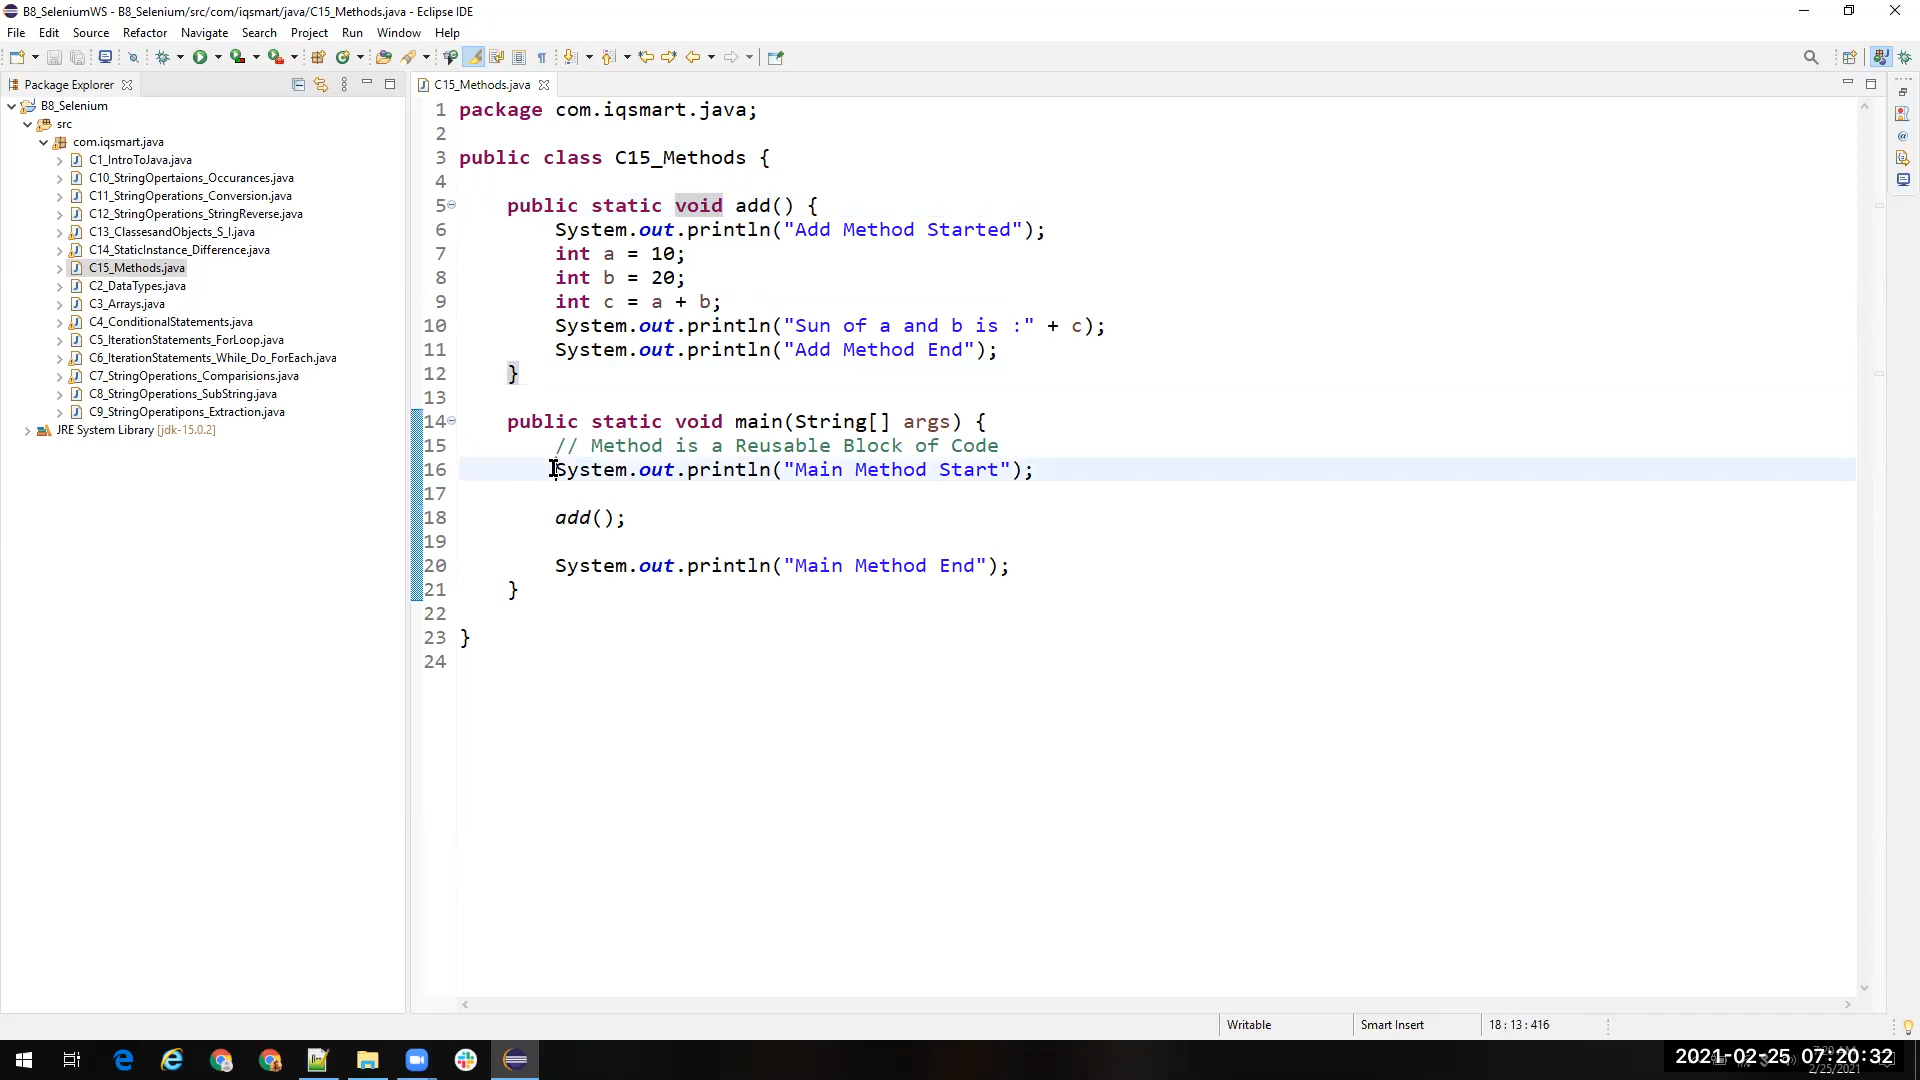 B8_SeleniumWS - B8_Selenium/src/com/iqsmart/java/C15_Methods.java - Eclipse IDE
File Edit Source Refactor Navigate Search Project Run Window Help
Package Explorer
B8_Selenium
src
com.iqsmart.java
C1_IntroToJava.java
C10_StringOpertaions_Occurances.java
C11_StringOperations_Conversion.java
C12_StringOperations_StringReverse.java
C13_ClassesandObjects_S_I.java
C14_StaticInstance_Difference.java
C15_Methods.java
C2_DataTypes.java
C3_Arrays.java
C4_ConditionalStatements.java
C5_IterationStatements_ForLoop.java
C6_IterationStatements_While_Do_ForEach.java
C7_StringOperations_Comparisions.java
C8_StringOperations_SubString.java
C9_StringOperatipons_Extraction.java
JRE System Library [jdk-15.0.2]
C15_Methods.java
1 package com.iqsmart.java;
2
3 public class C15_Methods {
4
5 public static void add() {
6 System.out.println("Add Method Started");
7 int a = 10;
8 int b = 20;
9 int c = a + b;
10 System.out.println("Sun of a and b is :" + c);
11 System.out.println("Add Method End");
12 }
13
14 public static void main(String[] args) {
15 // Method is a Reusable Block of Code
16 System.out.println("Main Method Start");
17
18 add();
19
20 System.out.println("Main Method End");
21 }
22
23 }
24
Writable Smart Insert 18 : 13 : 416
2021-02-25 07:20:32
2/25/2021